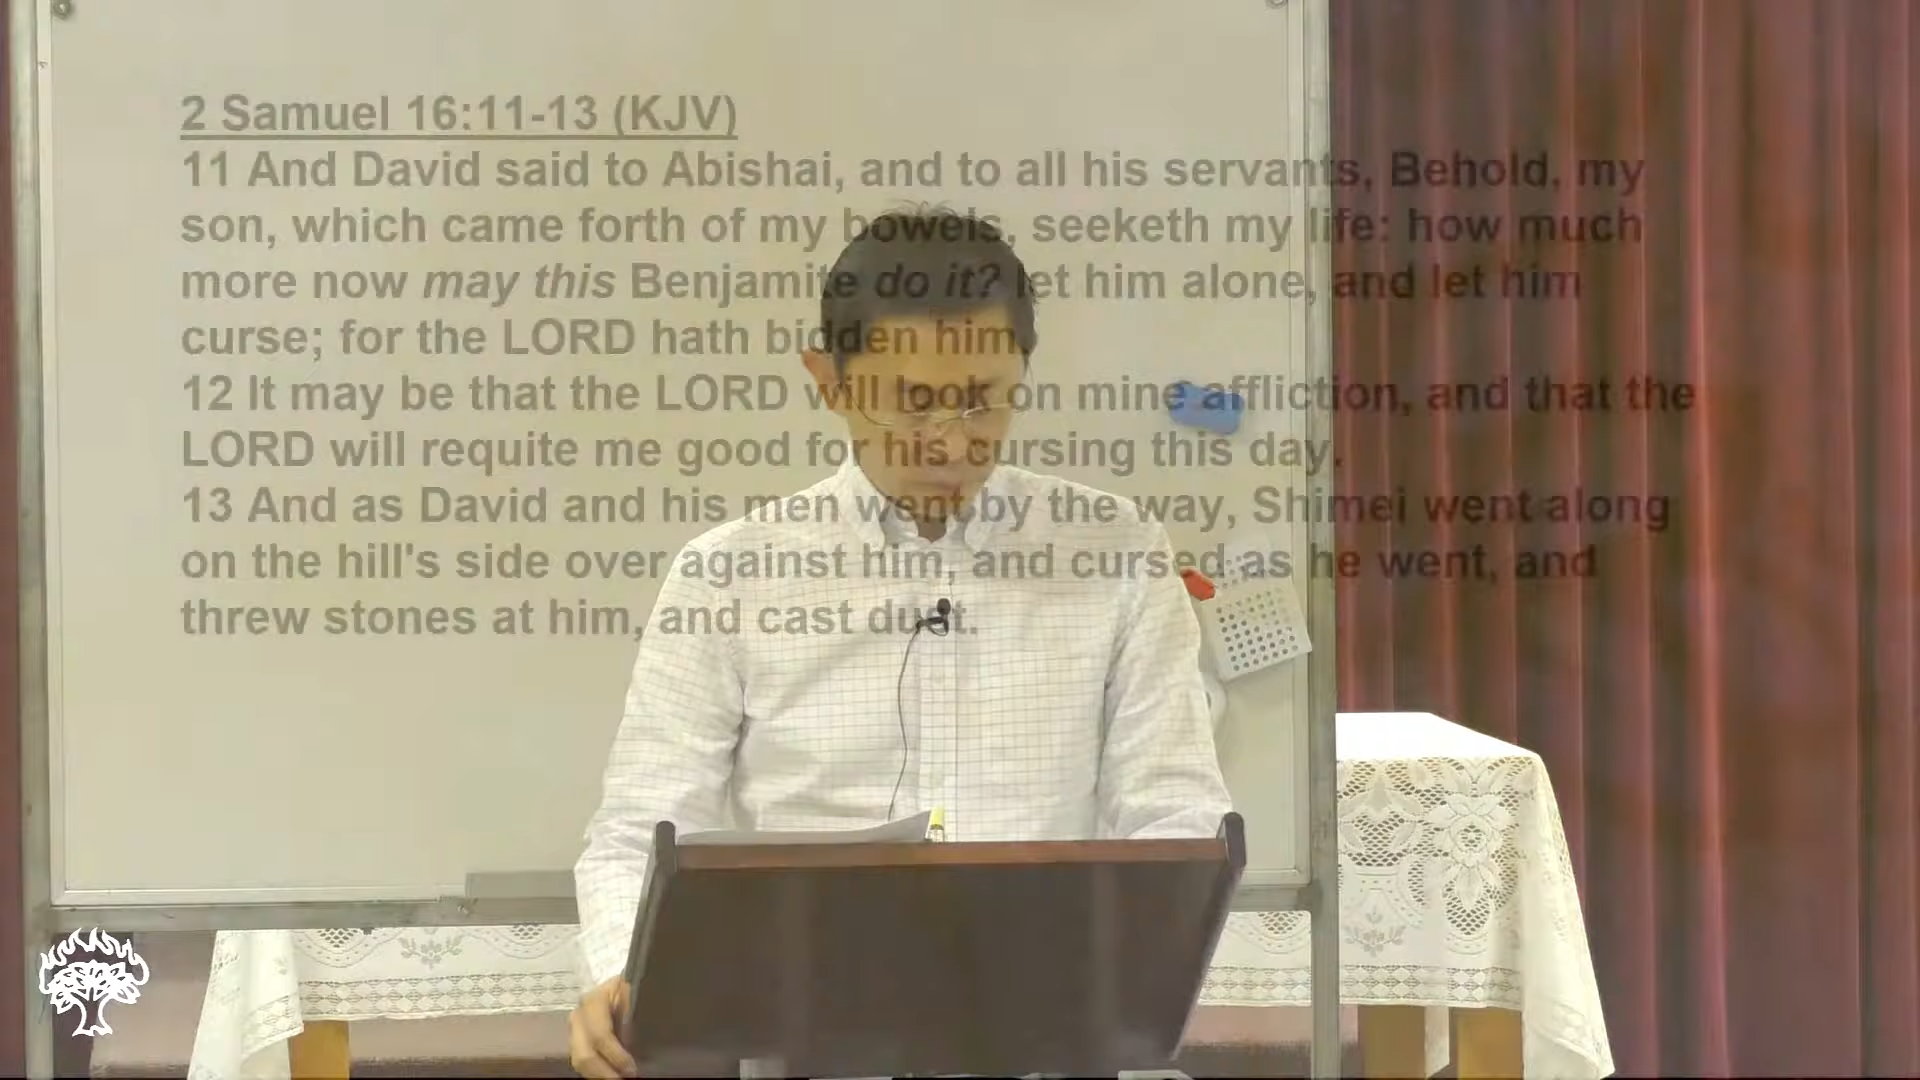 2 Samuel 16:11-13 (KJV)
11 And David said to Abishai, and to all his servants, Behold, my
son, which came forth of my bowels, seeketh my life: how much
more now may this Benjamite do it? let him alone, and let him
curse; for the LORD hath bidden him.
12 It may be that the LORD will look on mine affliction, and that the
LORD will requite me good for his cursing this day.
13 And as David and his men went by the way, Shimei went along
on the hill's side over against him, and cursed as he went, and
threw stones at him, and cast dust.